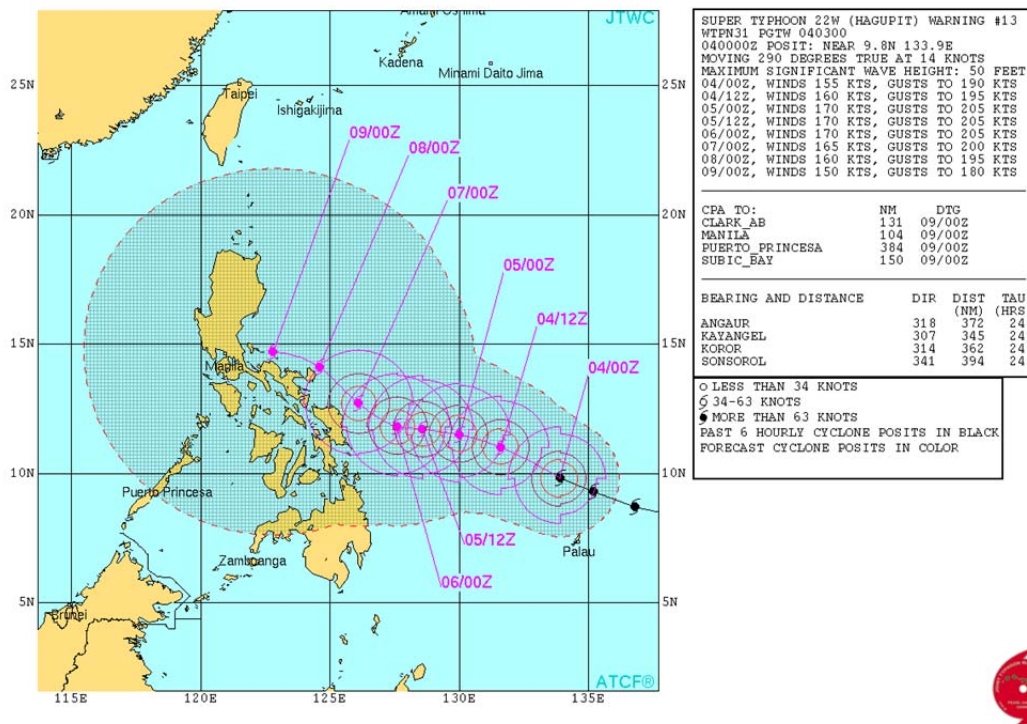 JTWC
Amami Oshima
Kadena
Minami Daito Jima
25N
Taipei
Ishigakijima
09/00Z
08/00Z
07/00Z
20N
05/00Z
04/12Z
04/00Z
15N
Manila
10N
Puerto Princesa
Palau
05/12Z
Zamboanga
06/00Z
5N
Brunei
ATCF®
115E 120E 125E 130E 135E
SUPER TYPHOON 22W (HAGUPIT) WARNING #13
WTPN31 PGTW 040300
040000Z POSIT: NEAR 9.8N 133.9E
MOVING 290 DEGREES TRUE AT 14 KNOTS
MAXIMUM SIGNIFICANT WAVE HEIGHT: 50 FEET
04/00Z, WINDS 155 KTS, GUSTS TO 190 KTS
04/12Z, WINDS 160 KTS, GUSTS TO 195 KTS
05/00Z, WINDS 170 KTS, GUSTS TO 205 KTS
05/12Z, WINDS 170 KTS, GUSTS TO 205 KTS
06/00Z, WINDS 170 KTS, GUSTS TO 205 KTS
07/00Z, WINDS 165 KTS, GUSTS TO 200 KTS
08/00Z, WINDS 160 KTS, GUSTS TO 195 KTS
09/00Z, WINDS 150 KTS, GUSTS TO 180 KTS
CPA TO: NM DTG
CLARK_AB 131 09/00Z
MANILA 104 09/00Z
PUERTO_PRINCESA 384 09/00Z
SUBIC_BAY 150 09/00Z
BEARING AND DISTANCE DIR DIST TAU
(NM) (HRS
ANGAUR 318 372 24
KAYANGEL 307 345 24
KOROR 314 362 24
SONSOROL 341 394 24
LESS THAN 34 KNOTS
34-63 KNOTS
MORE THAN 63 KNOTS
PAST 6 HOURLY CYCLONE POSITS IN BLACK
FORECAST CYCLONE POSITS IN COLOR